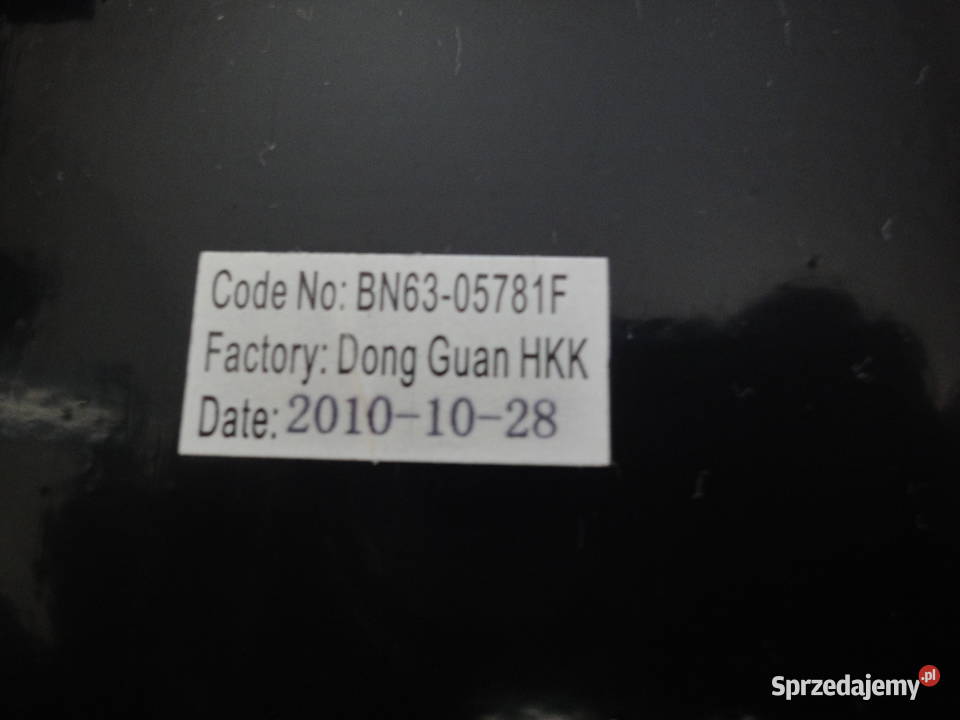 Code No: BN63-05781F
Factory: Dong Guan HKK
Date: 2010-10-28
Sprzedajemy.pl